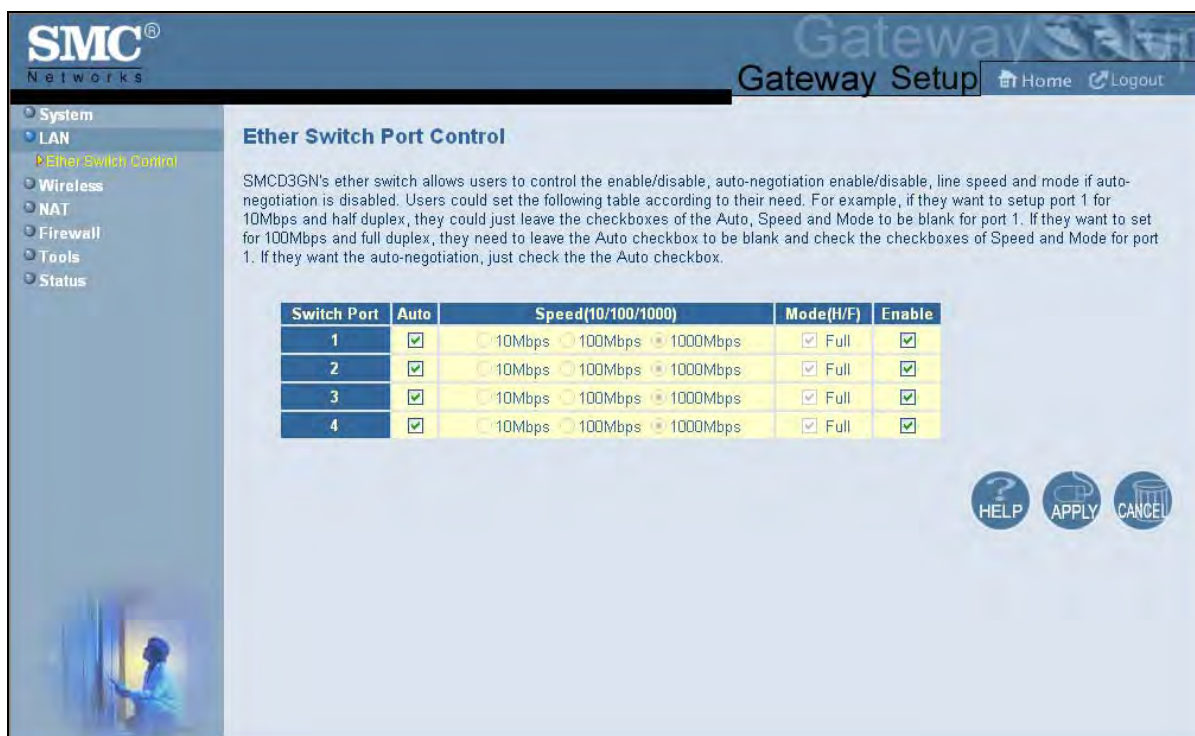 SMC®
Networks
Gateway Setup
Gateway Setup
Home Logout
System
LAN
Ether Switch Control
Wireless
NAT
Firewall
Tools
Status
Ether Switch Port Control
SMCD3GN's ether switch allows users to control the enable/disable, auto-negotiation enable/disable, line speed and mode if auto-
negotiation is disabled. Users could set the following table according to their need. For example, if they want to setup port 1 for
10Mbps and half duplex, they could just leave the checkboxes of the Auto, Speed and Mode to be blank for port 1. If they want to set
for 100Mbps and full duplex, they need to leave the Auto checkbox to be blank and check the checkboxes of Speed and Mode for port
1. If they want the auto-negotiation, just check the the Auto checkbox.
Switch Port Auto Speed(10/100/1000) Mode(H/F) Enable
1 10Mbps 100Mbps 1000Mbps Full
2 10Mbps 100Mbps 1000Mbps Full
3 10Mbps 100Mbps 1000Mbps Full
4 10Mbps 100Mbps 1000Mbps Full
HELP APPLY CANCEL